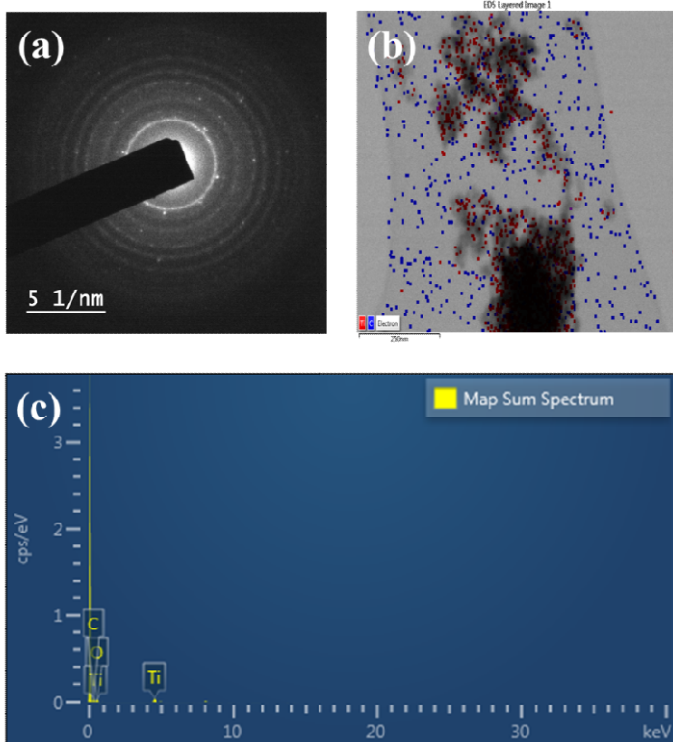 EDS Layered Image 1
(a)
(b)
5 1/nm
Ti C Electron
250nm
(c)
Map Sum Spectrum
cps/eV
3
2
1
0
C
O
Ti
Ti
0 10 20 30 keV